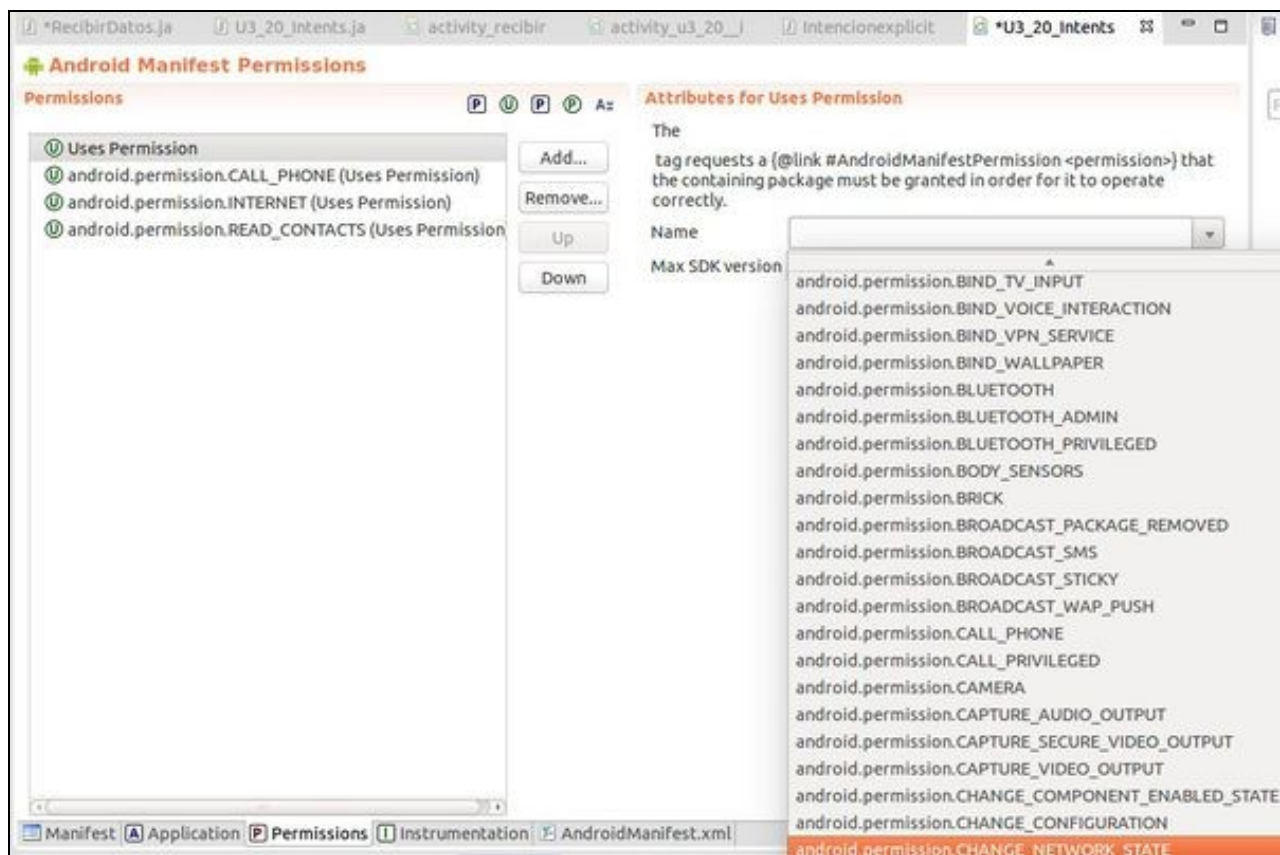 *RecibirDatos.ja U3_20_Intents.ja activity_recibir activity_u3_20__i Intencionexplicit *U3_20_Intents
Android Manifest Permissions
Permissions
P U P P Az
Uses Permission
android.permission.CALL_PHONE (Uses Permission)
android.permission.INTERNET (Uses Permission)
android.permission.READ_CONTACTS (Uses Permission
Add...
Remove...
Up
Down
Attributes for Uses Permission
The
tag requests a {@link #AndroidManifestPermission <permission>} that
the containing package must be granted in order for it to operate
correctly.
Name
Max SDK version
android.permission.BIND_TV_INPUT
android.permission.BIND_VOICE_INTERACTION
android.permission.BIND_VPN_SERVICE
android.permission.BIND_WALLPAPER
android.permission.BLUETOOTH
android.permission.BLUETOOTH_ADMIN
android.permission.BLUETOOTH_PRIVILEGED
android.permission.BODY_SENSORS
android.permission.BRICK
android.permission.BROADCAST_PACKAGE_REMOVED
android.permission.BROADCAST_SMS
android.permission.BROADCAST_STICKY
android.permission.BROADCAST_WAP_PUSH
android.permission.CALL_PHONE
android.permission.CALL_PRIVILEGED
android.permission.CAMERA
android.permission.CAPTURE_AUDIO_OUTPUT
android.permission.CAPTURE_SECURE_VIDEO_OUTPUT
android.permission.CAPTURE_VIDEO_OUTPUT
android.permission.CHANGE_COMPONENT_ENABLED_STATE
android.permission.CHANGE_CONFIGURATION
android.permission.CHANGE_NETWORK_STATE
Manifest A Application P Permissions I Instrumentation AndroidManifest.xml